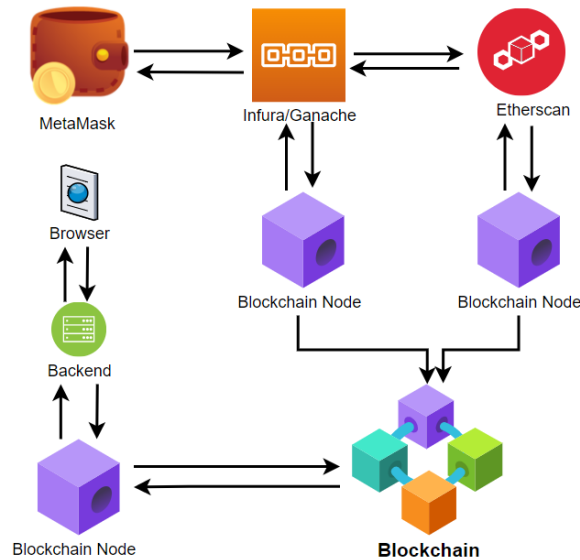 MetaMask
Infura/Ganache
Etherscan
Browser
Blockchain Node
Blockchain Node
Backend
Blockchain Node
Blockchain